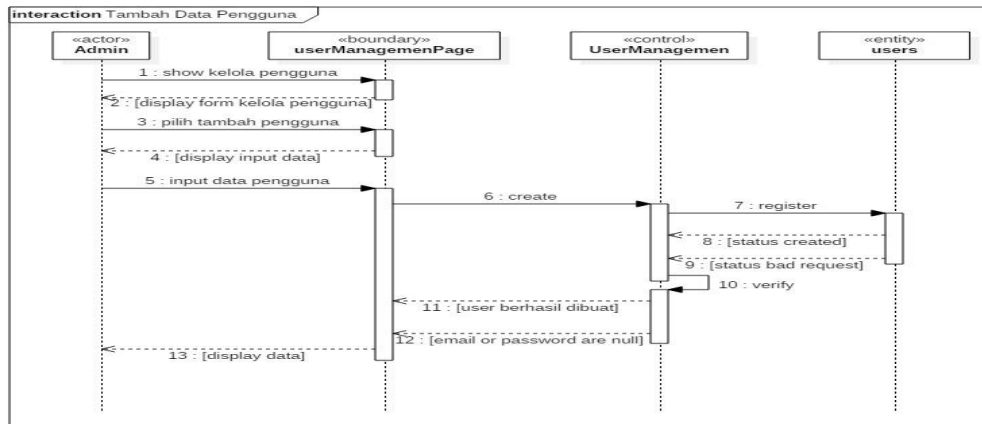 interaction Tambah Data Pengguna
«actor»
Admin
«boundary»
userManagemenPage
«control»
UserManagemen
«entity»
users
1 : show kelola pengguna
2 : [display form kelola pengguna]
3 : pilih tambah pengguna
4 : [display input data]
5 : input data pengguna
6 : create
7 : register
8 : [status created]
9 : [status bad request]
10 : verify
11 : [user berhasil dibuat]
12 : [email or password are null]
13 : [display data]